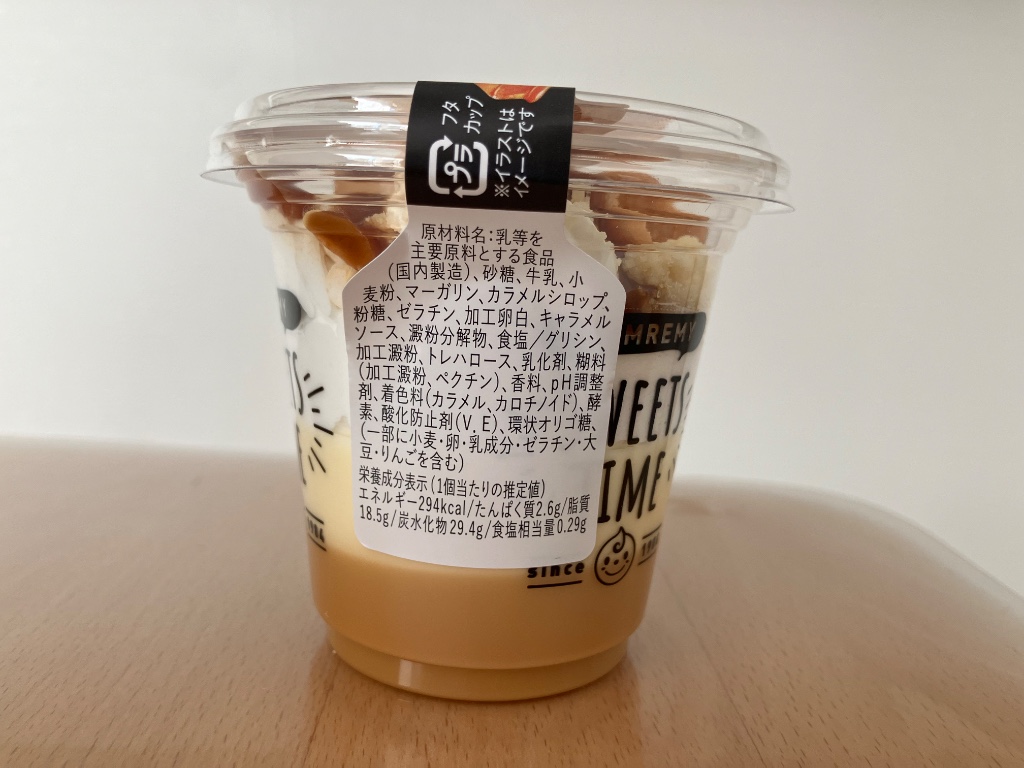 フタ
カップ
プラ
※イラストは
イメージです
原材料名:乳等を
主要原料とする食品
(国内製造)、砂糖、牛乳、小
麦粉、マーガリン、カラメルシロップ、
粉糖、ゼラチン、加工卵白、キャラメル
ソース、澱粉分解物、食塩/グリシン、
加工澱粉、トレハロース、乳化剤、糊料
(加工澱粉、ペクチン)、香料、pH調整
剤、着色料(カラメル、カロチノイド)、酵
素、酸化防止剤(V.E)、環状オリゴ糖、
(一部に小麦・卵・乳成分・ゼラチン・大
豆・りんごを含む)
栄養成分表示(1個当たりの推定値)
エネルギー294kcal/たんぱく質2.6g/脂質
18.5g/炭水化物29.4g/食塩相当量0.29g
MREMY
WEETS
IME
since